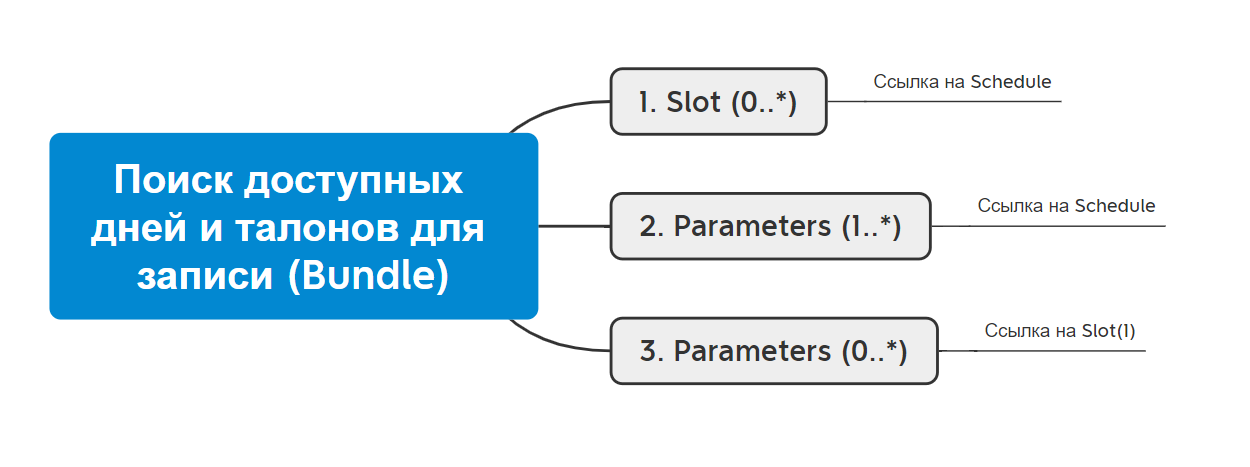 Поиск доступных
дней и талонов для
записи (Bundle)
1. Slot (0..*)
Ссылка на Schedule
2. Parameters (1..*)
Ссылка на Schedule
3. Parameters (0..*)
Ссылка на Slot(1)